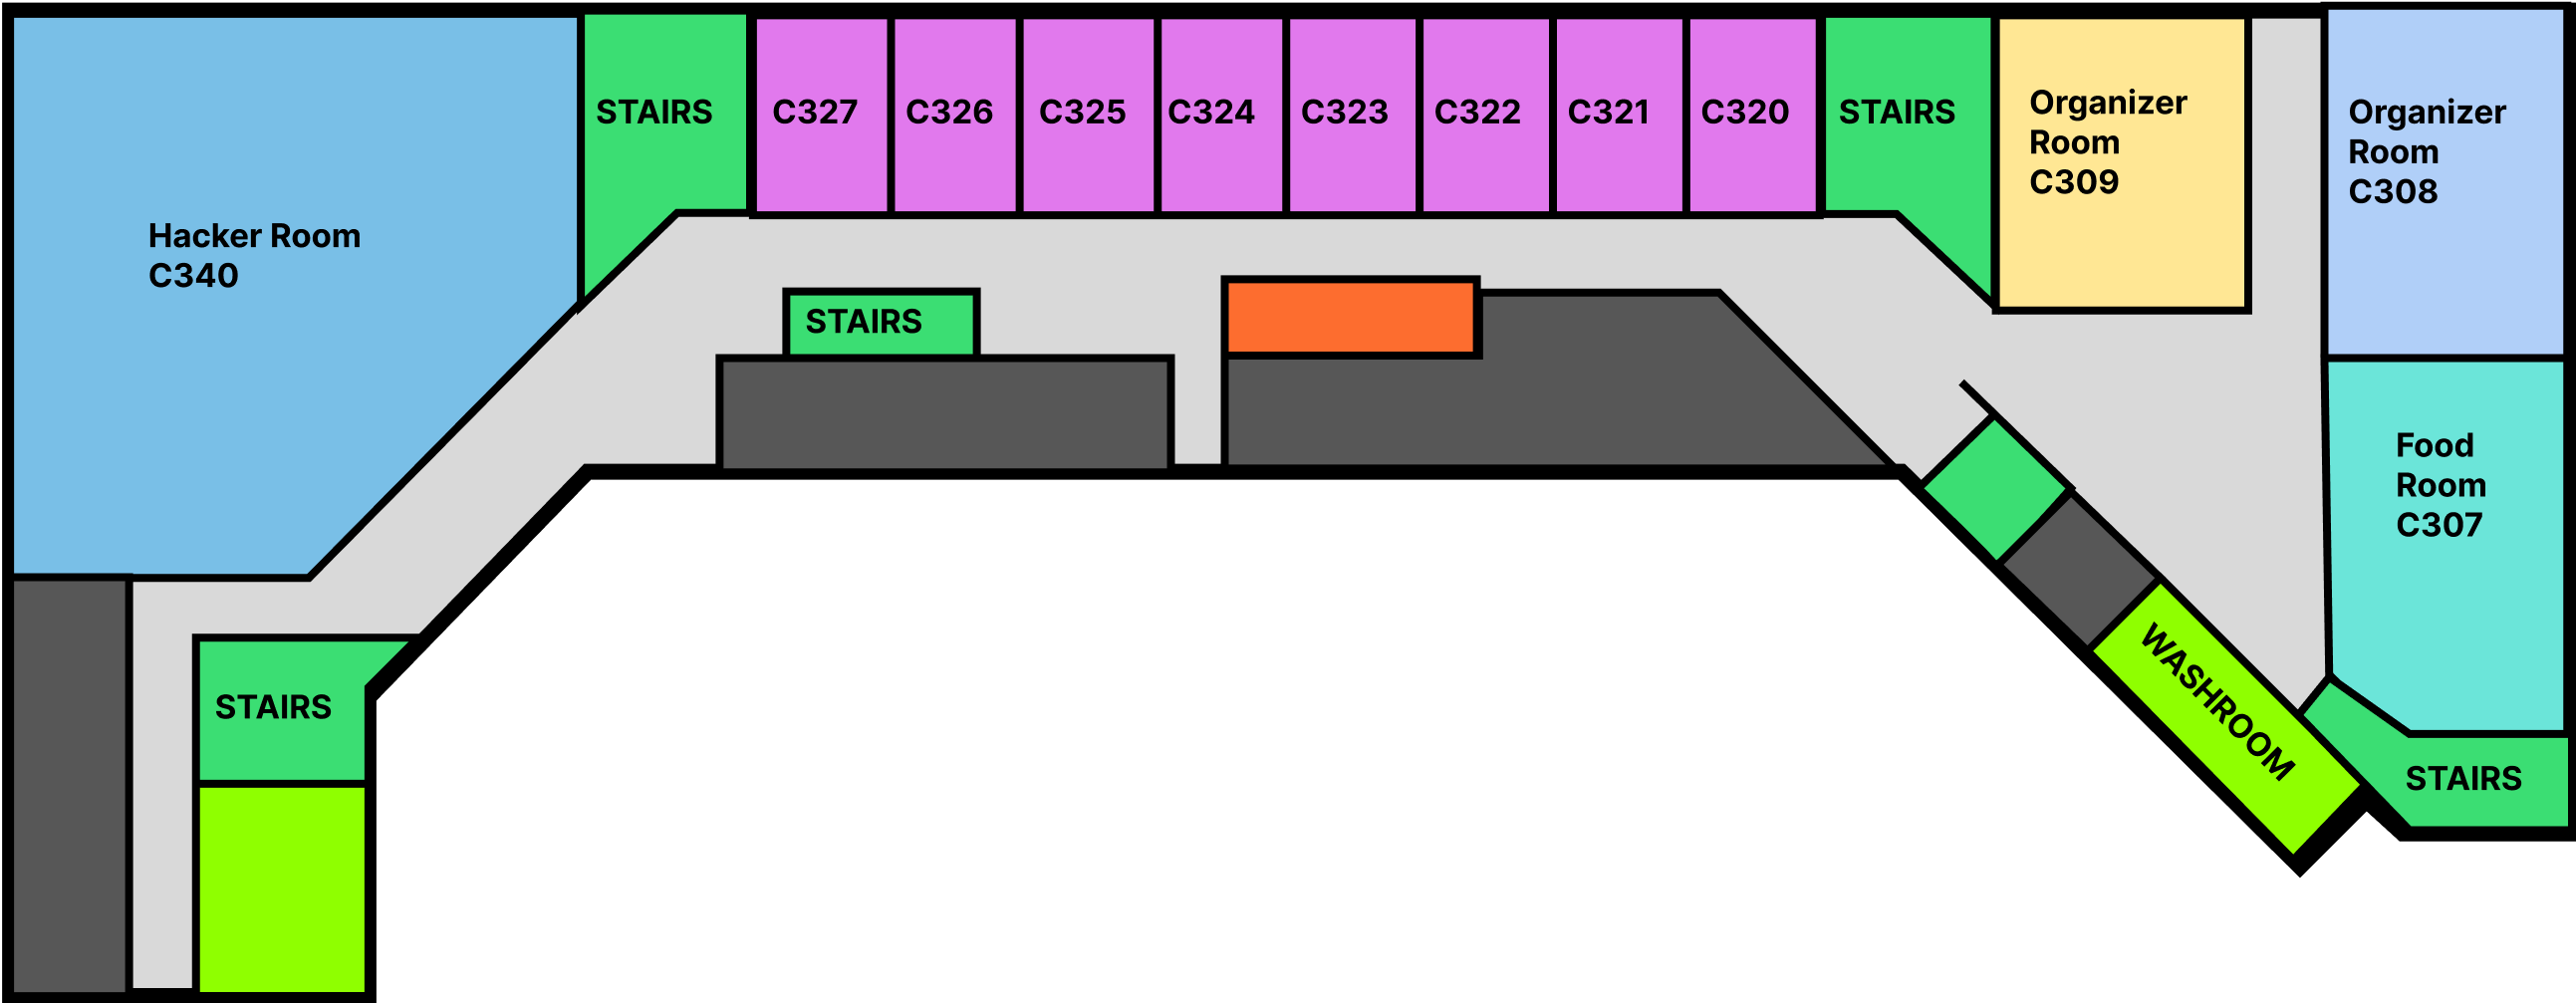 Hacker Room
C340
STAIRS
C327
C326
C325
C324
C323
C322
C321
C320
STAIRS
Organizer
Room
C309
Organizer
Room
C308
STAIRS
Food
Room
C307
STAIRS
WASHROOM
STAIRS